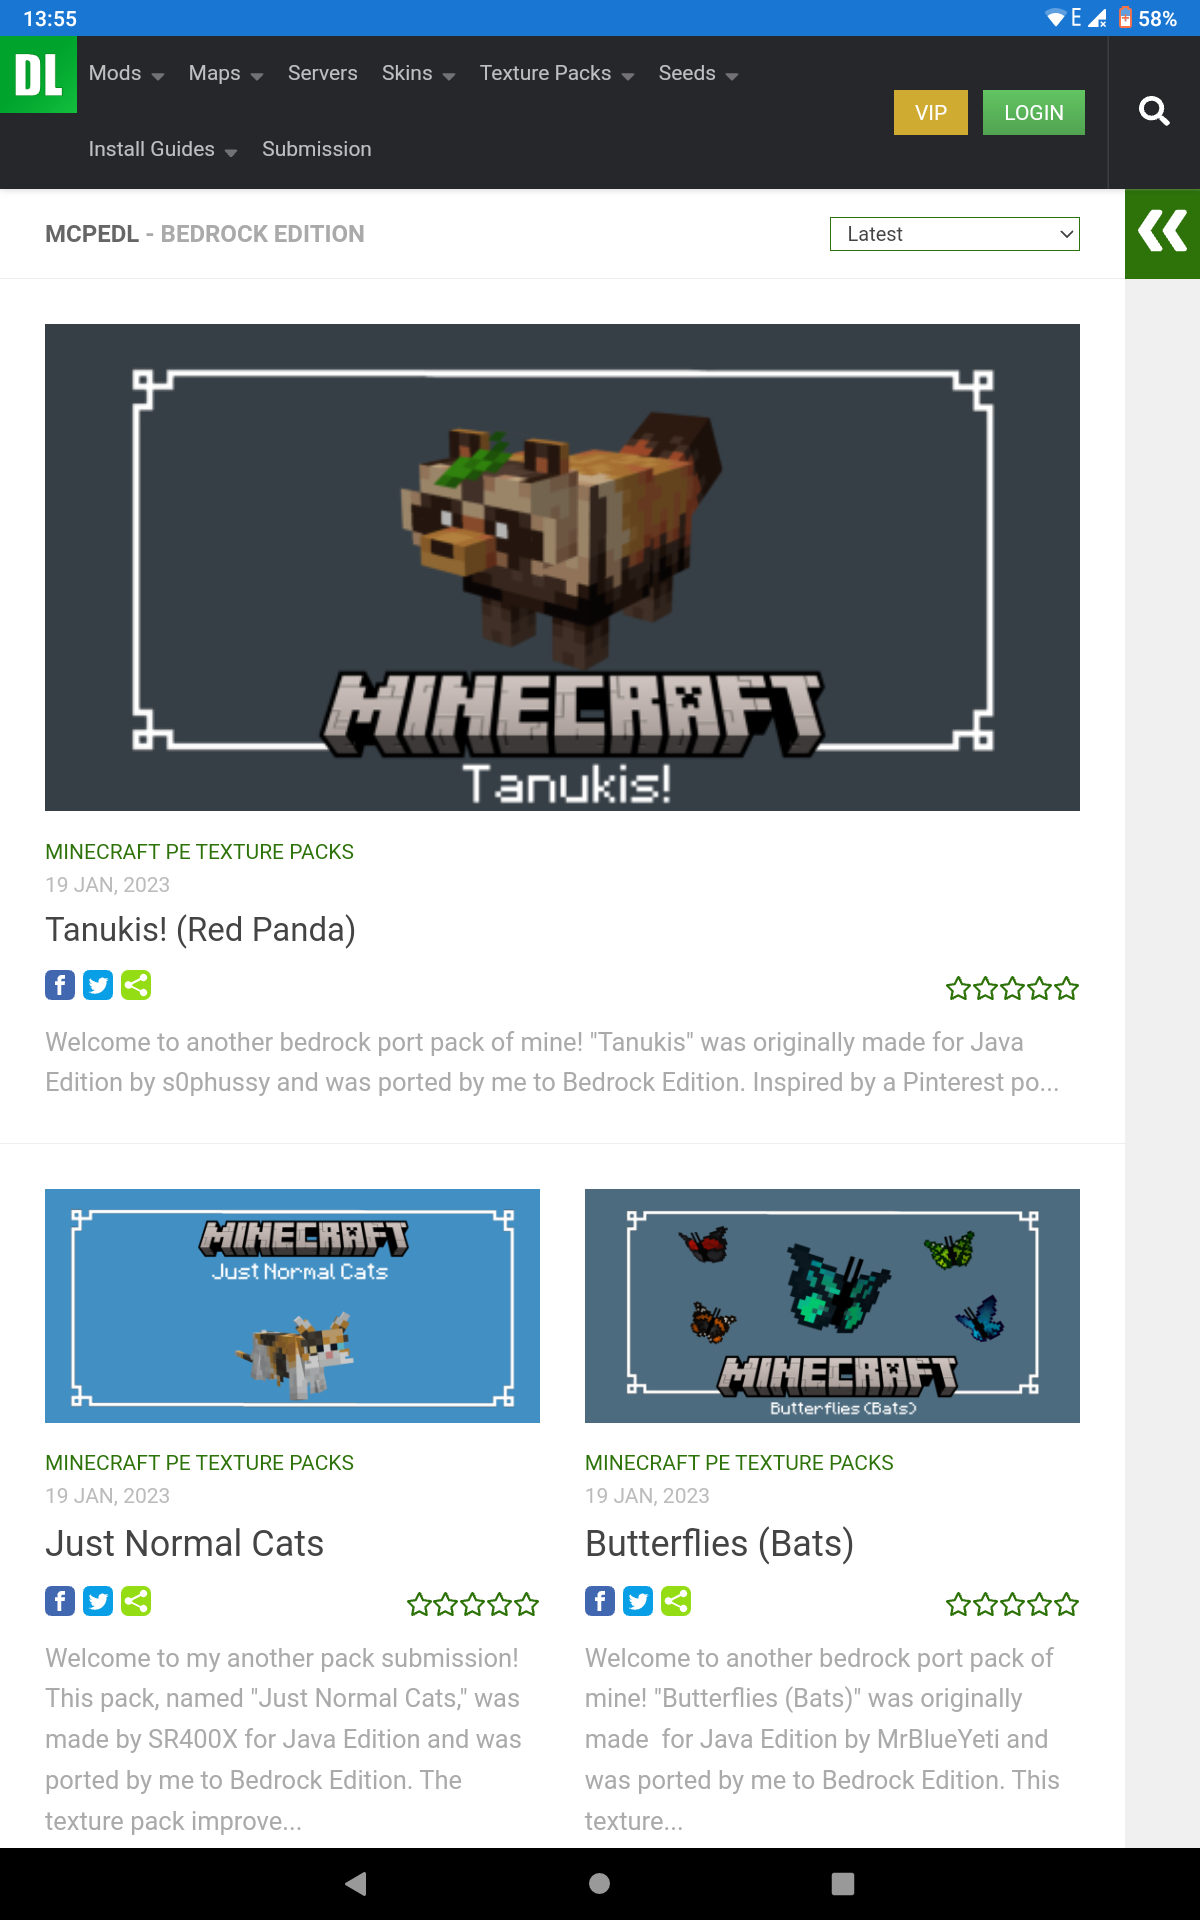 13:55
E
58%
DL
Mods
Maps
Servers
Skins
Texture Packs
Seeds
Install Guides
Submission
VIP
LOGIN
MCPEDL - BEDROCK EDITION
Latest
MINECRAFT
Tanukis!
MINECRAFT PE TEXTURE PACKS
19 JAN, 2023
Tanukis! (Red Panda)
Welcome to another bedrock port pack of mine! "Tanukis" was originally made for Java
Edition by s0phussy and was ported by me to Bedrock Edition. Inspired by a Pinterest po...
MINECRAFT
Just Normal Cats
MINECRAFT PE TEXTURE PACKS
19 JAN, 2023
Just Normal Cats
Welcome to my another pack submission!
This pack, named "Just Normal Cats," was
made by SR400X for Java Edition and was
ported by me to Bedrock Edition. The
texture pack improve...
MINECRAFT
Butterflies (Bats)
MINECRAFT PE TEXTURE PACKS
19 JAN, 2023
Butterflies (Bats)
Welcome to another bedrock port pack of
mine! "Butterflies (Bats)" was originally
made  for Java Edition by MrBlueYeti and
was ported by me to Bedrock Edition. This
texture...